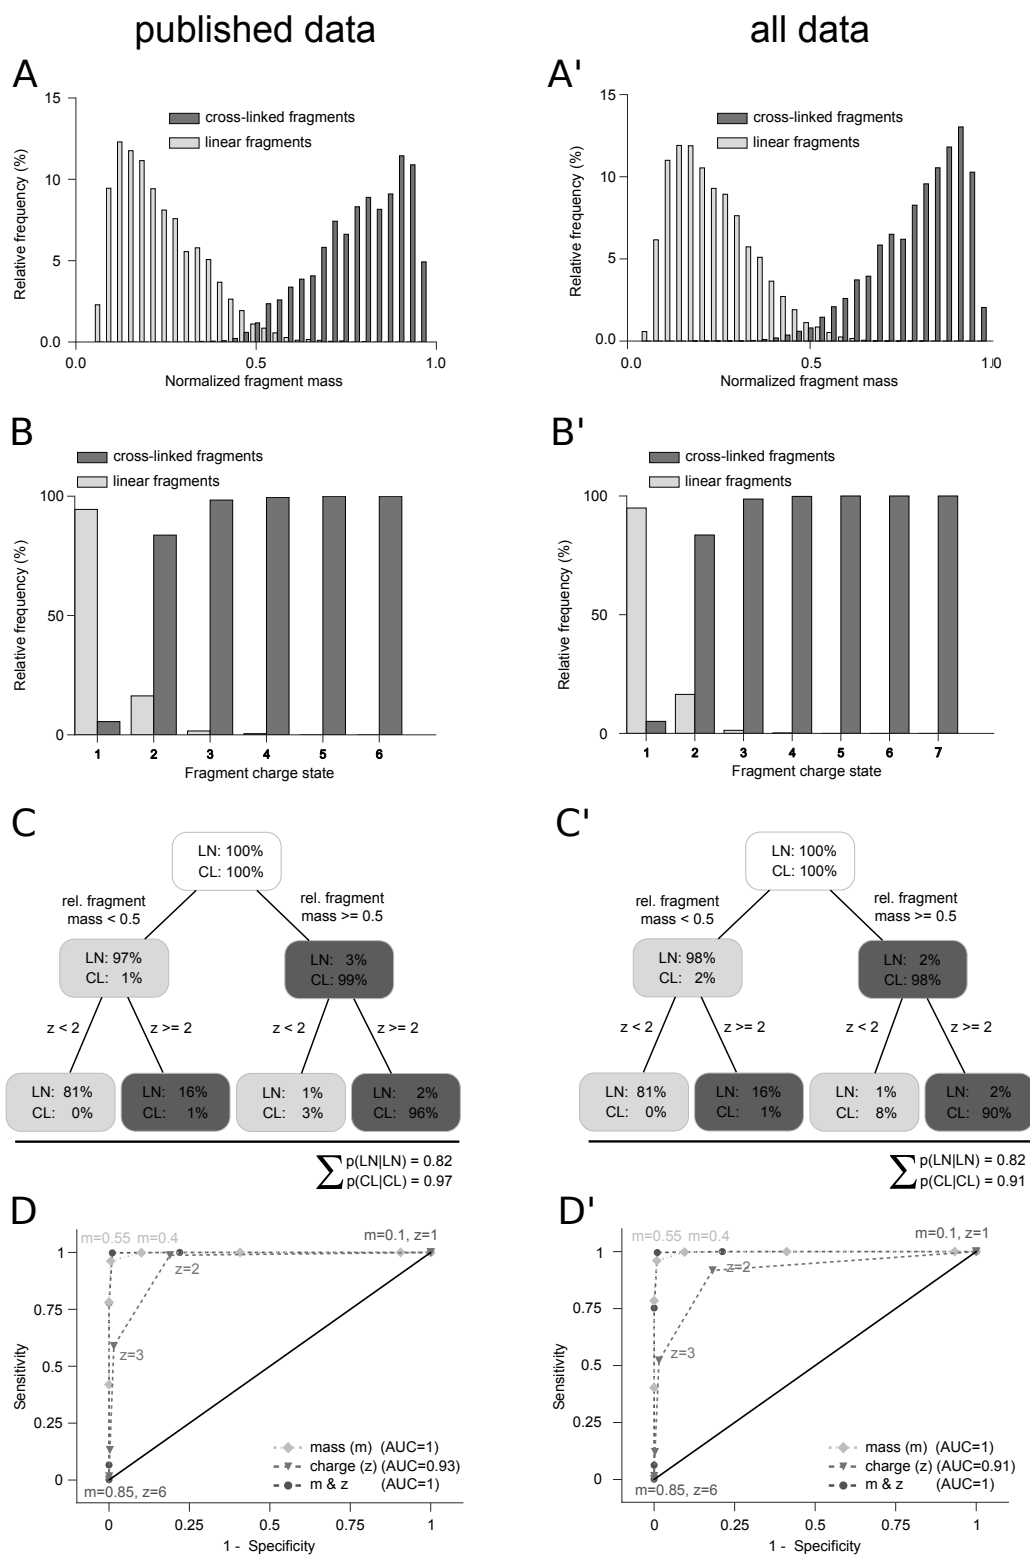 published data
all data
A
15
10
5
0.0
Relative frequency (%)
cross-linked fragments
linear fragments
0.0
0.5
1.0
Normalized fragment mass
A'
15
10
5
0.0
Relative frequency (%)
cross-linked fragments
linear fragments
0.0
0.5
1.0
Normalized fragment mass
B
cross-linked fragments
linear fragments
100
50
0
Relative frequency (%)
1 2 3 4 5 6
Fragment charge state
B'
cross-linked fragments
linear fragments
100
50
0
Relative frequency (%)
1 2 3 4 5 6 7
Fragment charge state
C
LN: 100%
CL: 100%
rel. fragment
mass < 0.5
rel. fragment
mass >= 0.5
LN: 97%
CL: 1%
LN: 3%
CL: 99%
z < 2
z >= 2
z < 2
z >= 2
LN: 81%
CL: 0%
LN: 16%
CL: 1%
LN: 1%
CL: 3%
LN: 2%
CL: 96%
∑ p(LN|LN) = 0.82
p(CL|CL) = 0.97
C'
LN: 100%
CL: 100%
rel. fragment
mass < 0.5
rel. fragment
mass >= 0.5
LN: 98%
CL: 2%
LN: 2%
CL: 98%
z < 2
z >= 2
z < 2
z >= 2
LN: 81%
CL: 0%
LN: 16%
CL: 1%
LN: 1%
CL: 8%
LN: 2%
CL: 90%
∑ p(LN|LN) = 0.82
p(CL|CL) = 0.91
D
m=0.55 m=0.4
m=0.1, z=1
z=2
z=3
m=0.85, z=6
1
0.75
0.5
0.25
0
Sensitivity
mass (m) (AUC=1)
charge (z) (AUC=0.93)
m & z (AUC=1)
0 0.25 0.5 0.75 1
1 - Specificity
D'
m=0.55 m=0.4
m=0.1, z=1
z=2
z=3
m=0.85, z=6
1
0.75
0.5
0.25
0
Sensitivity
mass (m) (AUC=1)
charge (z) (AUC=0.91)
m & z (AUC=1)
0 0.25 0.5 0.75 1
1 - Specificity